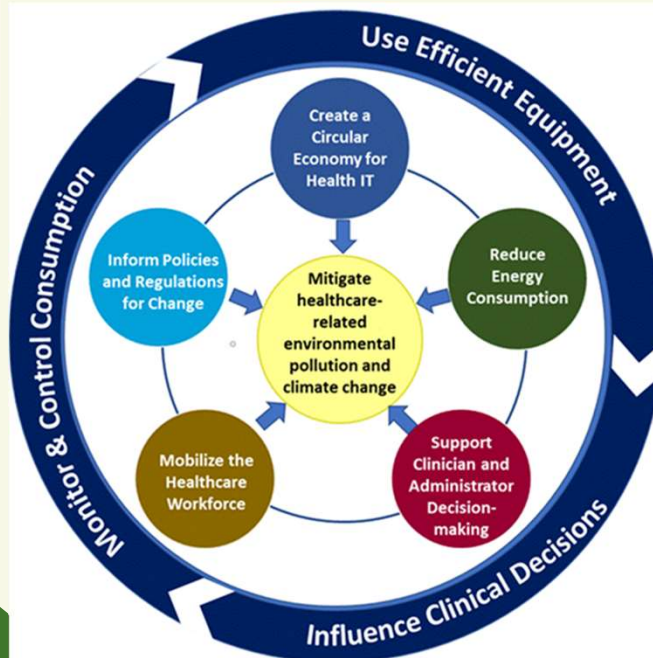 Use Efficient Equipment
Create a
Circular
Economy for
Health IT
Reduce
Energy
Consumption
Inform Policies
and Regulations
for Change
Mitigate
healthcare-
related
environmental
pollution and
climate change
Mobilize the
Healthcare
Workforce
Support
Clinician and
Administrator
Decision-
making
Influence Clinical Decisions
Monitor & Control Consumption